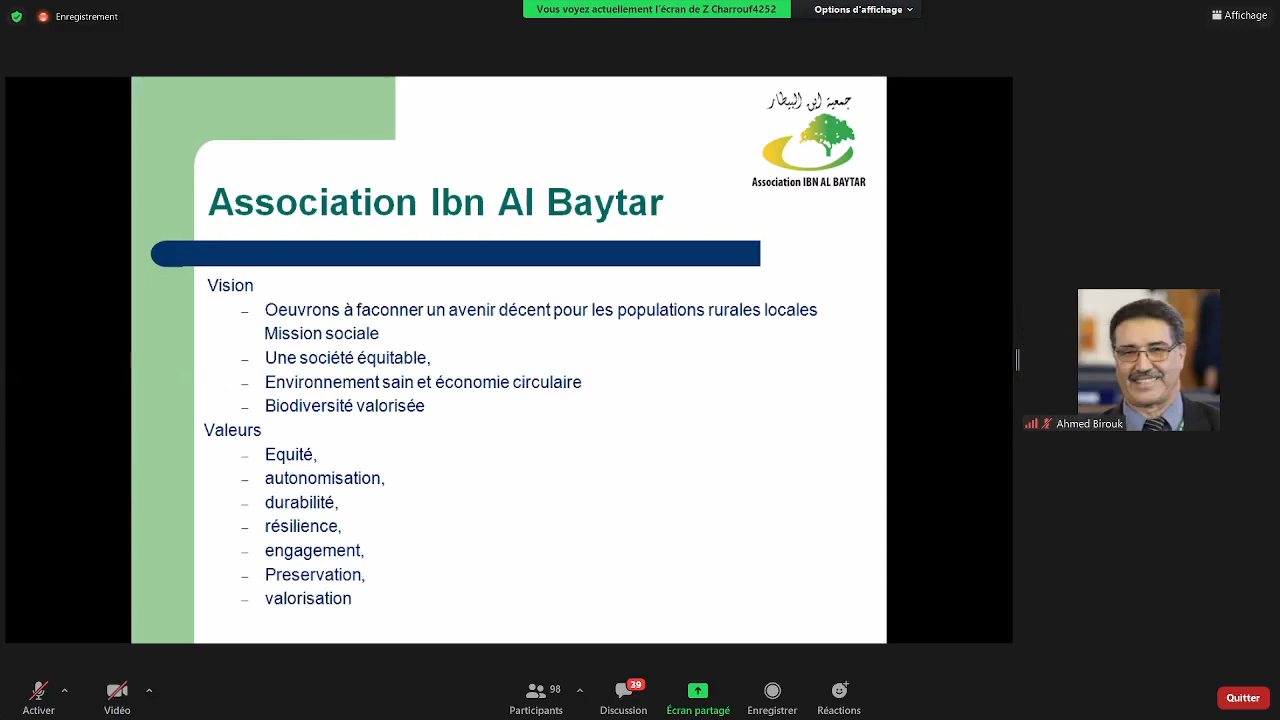 Enregistrement
Vous voyez actuellement l'écran de Z Charrouf4252
Options d'affichage
Affichage
جمعية ابن البيطار
Association IBN AL BAYTAR
Association Ibn Al Baytar
Vision
– Oeuvrons à faconner un avenir décent pour les populations rurales locales
Mission sociale
– Une société équitable,
– Environnement sain et économie circulaire
– Biodiversité valorisée
Valeurs
– Equité,
– autonomisation,
– durabilité,
– résilience,
– engagement,
– Preservation,
– valorisation
Ahmed Birouk
Activer
Vidéo
98
Participants
39
Discussion
Écran partagé
Enregistrer
Réactions
Quitter